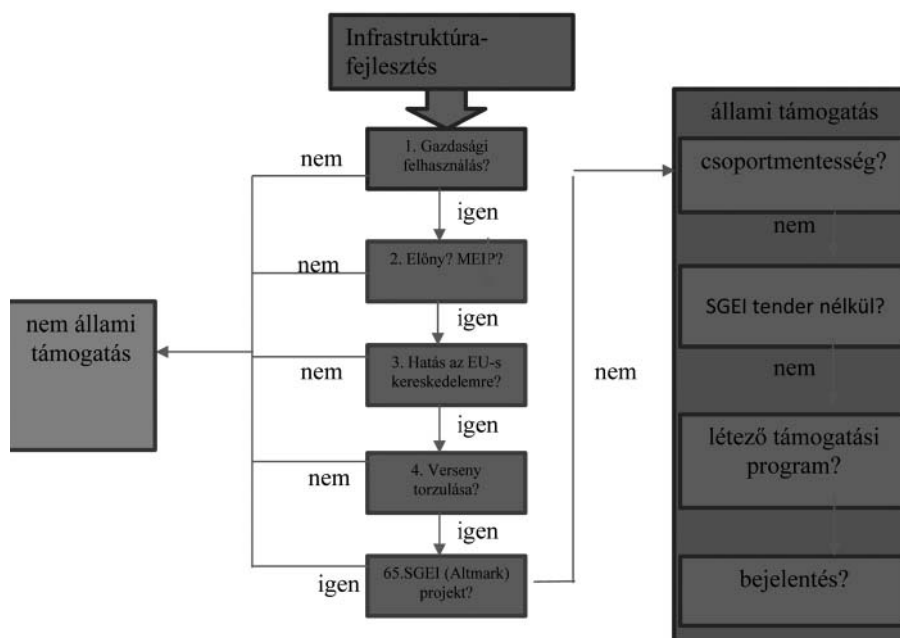 Infrastruktúra-
fejlesztés
1. Gazdasági
felhasználás?
nem
igen
2. Előny? MEIP?
nem
igen
3. Hatás az EU-s
kereskedelemre?
nem
igen
4. Verseny
torzulása?
nem
igen
65.SGEI (Altmark)
projekt?
igen
nem állami
támogatás
nem
állami támogatás
csoportmentesség?
nem
SGEI tender nélkül?
nem
létező támogatási
program?
bejelentés?